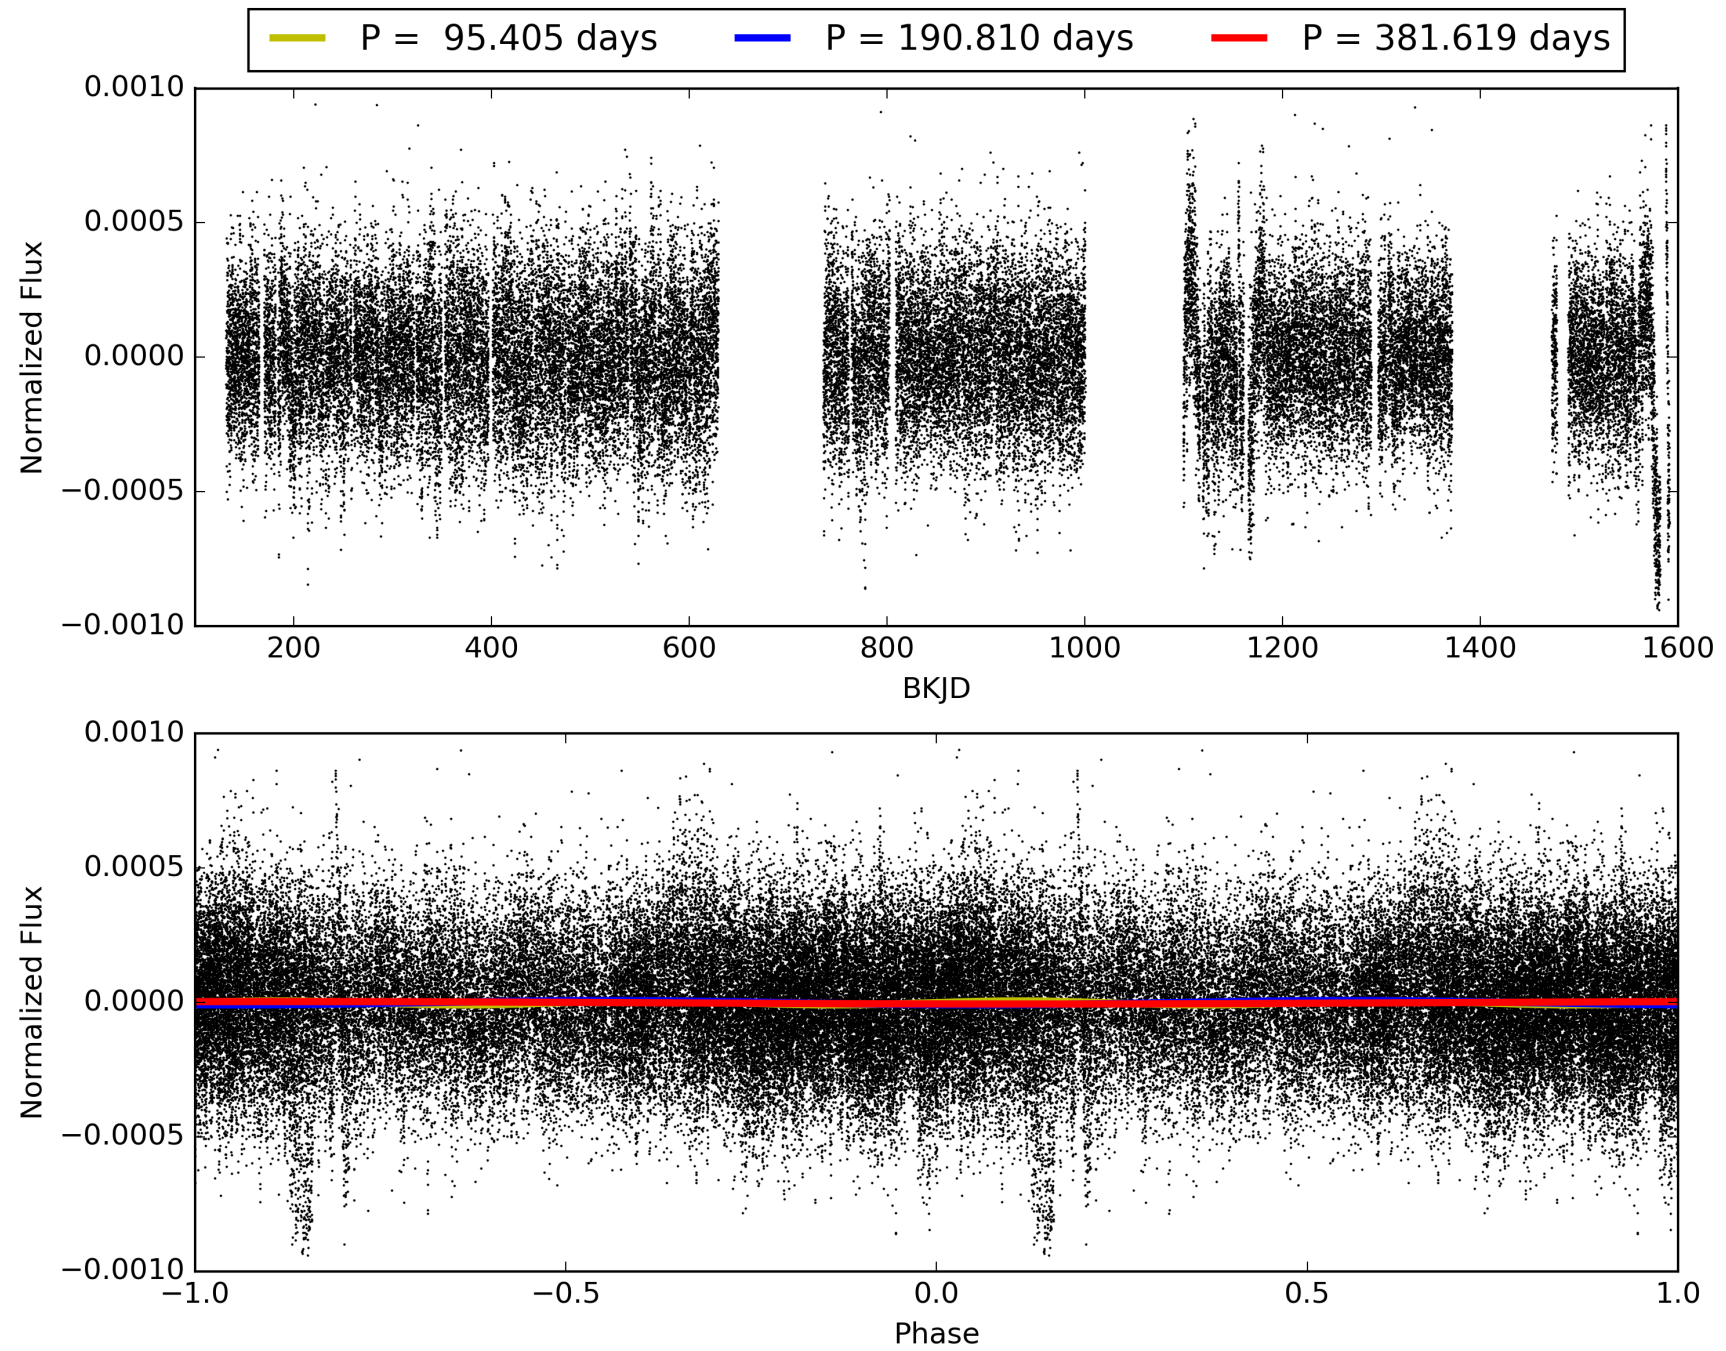 P =  95.405 days P = 190.810 days P = 381.619 days
0.0010
0.0005
0.0000
−0.0005
−0.0010
Normalized Flux
200 400 600 800 1000 1200 1400 1600
BKJD
0.0010
0.0005
0.0000
−0.0005
−0.0010
Normalized Flux
−1.0 −0.5 0.0 0.5 1.0
Phase